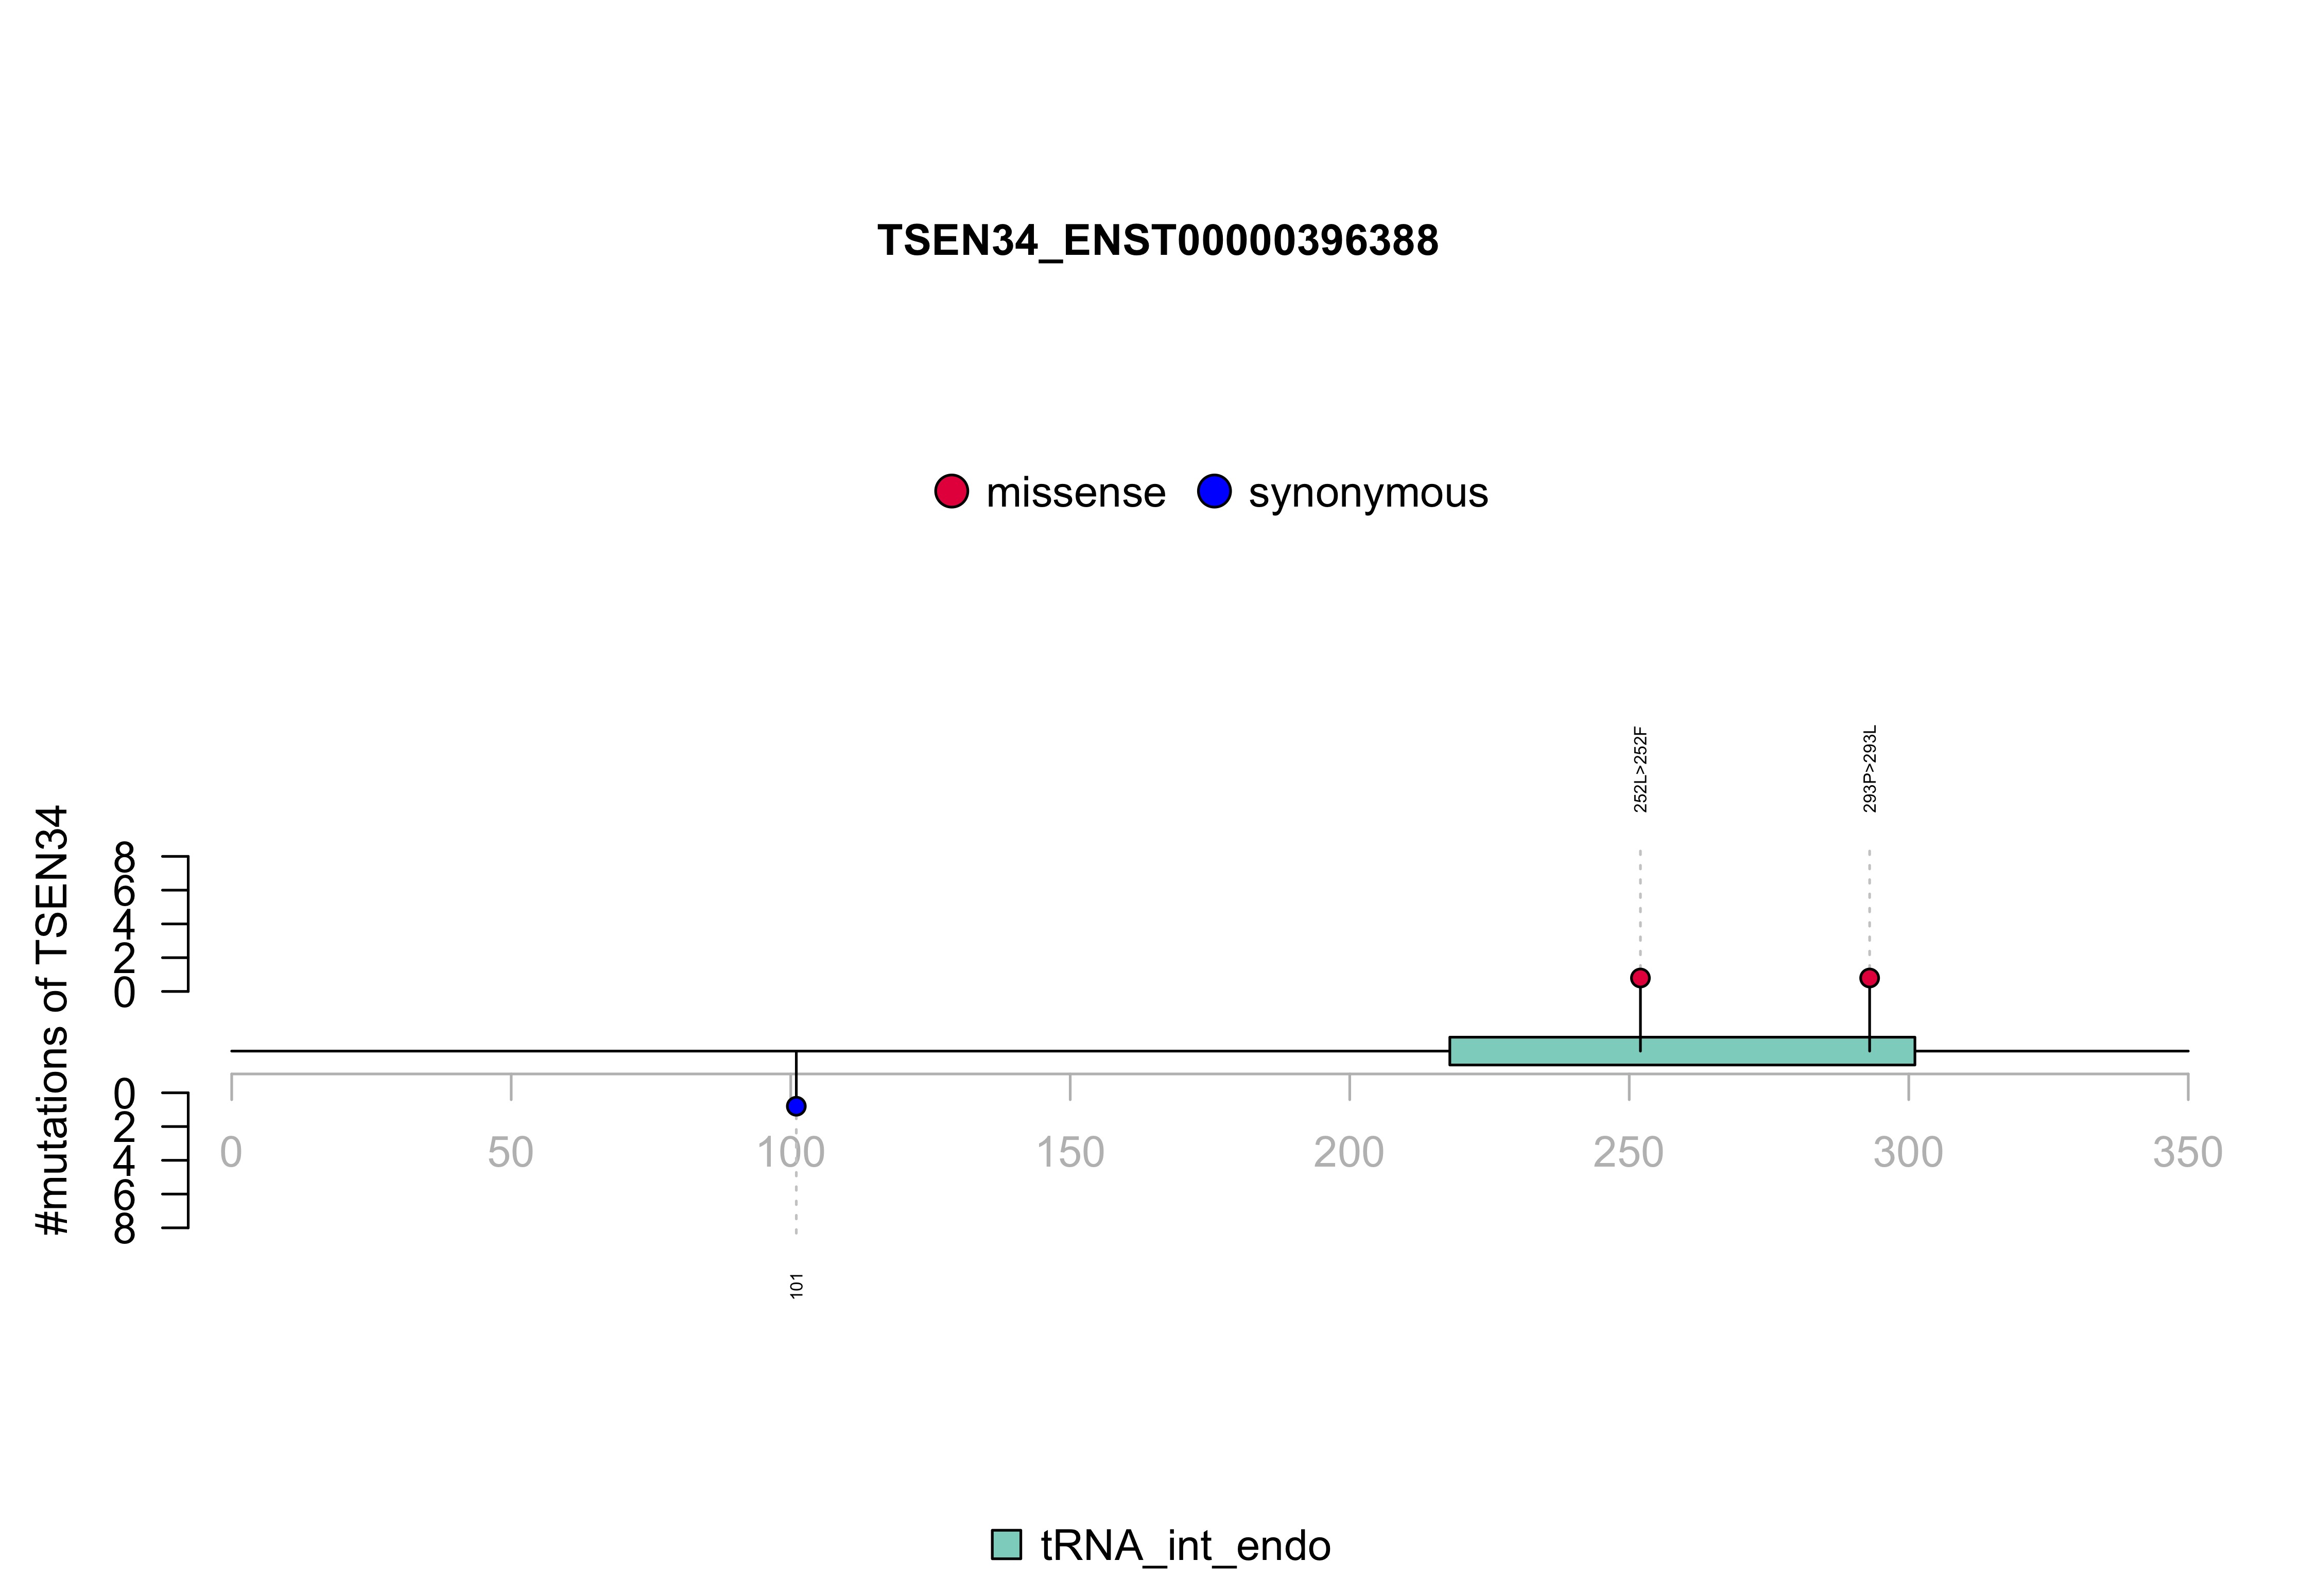 TSEN34_ENST00000396388
missense synonymous
252L>252F
293P>293L
#mutations of TSEN34
8
6
4
2
0
0
2
4
6
8
0 50 100 150 200 250 300 350
101
tRNA_int_endo